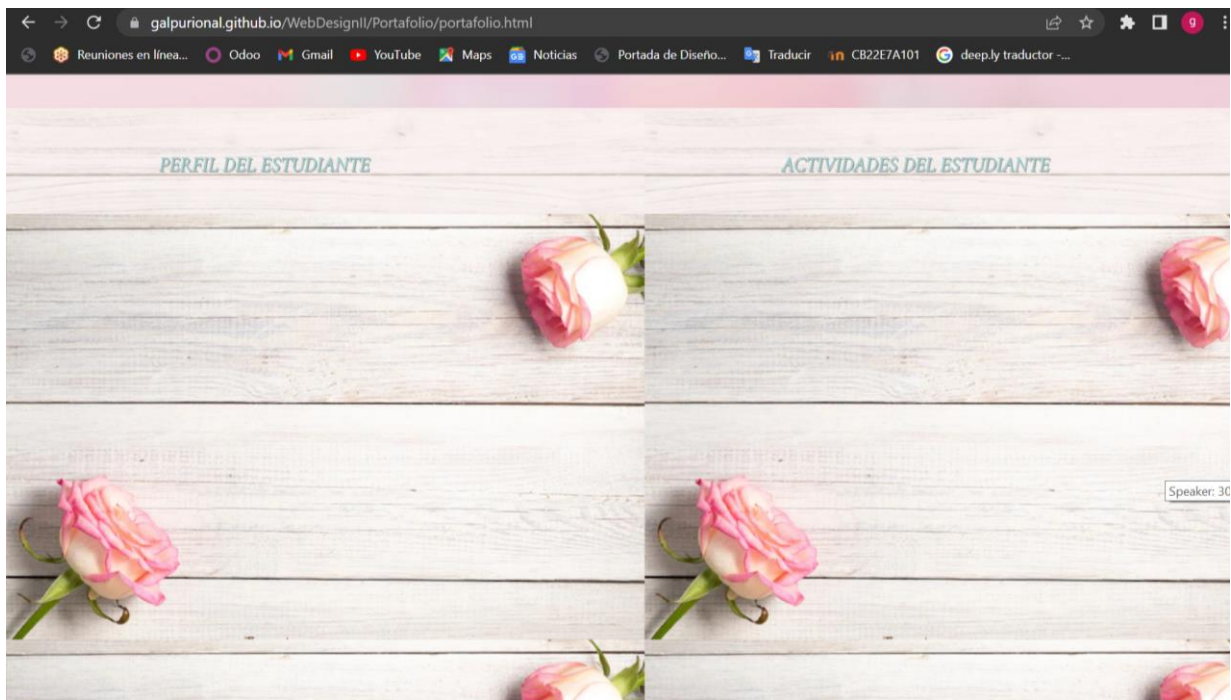 galpurional.github.io/WebDesignII/Portafolio/portafolio.html
g
Reuniones en línea... Odoo Gmail YouTube Maps Noticias Portada de Diseño... Traducir CB22E7A101 deep.ly traductor -...
PERFIL DEL ESTUDIANTE ACTIVIDADES DEL ESTUDIANTE
Speaker: 30